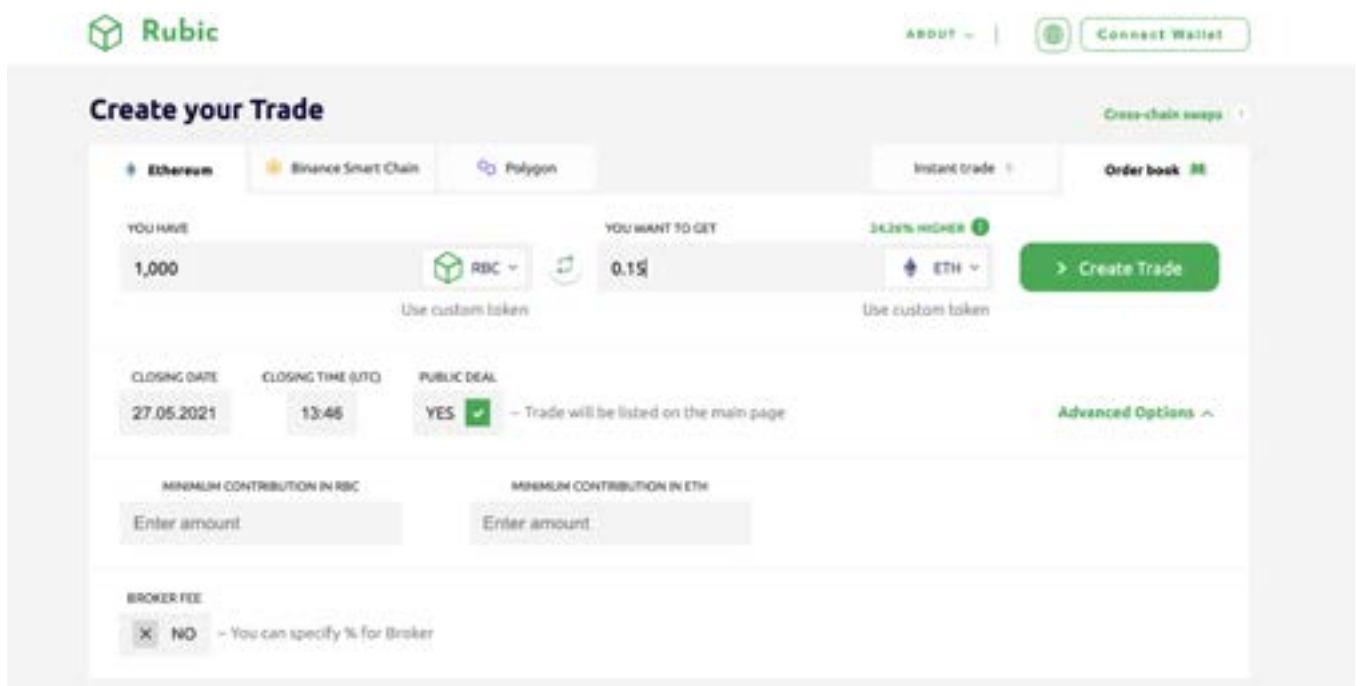 Rubic
ABOUT
Connect Wallet
Create your Trade
Cross-chain swaps
Ethereum
Binance Smart Chain
Polygon
Instant trade
Order book
YOU HAVE
YOU WANT TO GET
HIGHER
1,000
RBC
0.15
ETH
> Create Trade
Use custom token
Use custom token
CLOSING DATE
CLOSING TIME (UTC)
PUBLIC DEAL
27.05.2021
13:46
YES
– Trade will be listed on the main page
Advanced Options
MINIMUM CONTRIBUTION IN RBC
MINIMUM CONTRIBUTION IN ETH
Enter amount
Enter amount
BROKER FEE
NO
– You can specify % for Broker